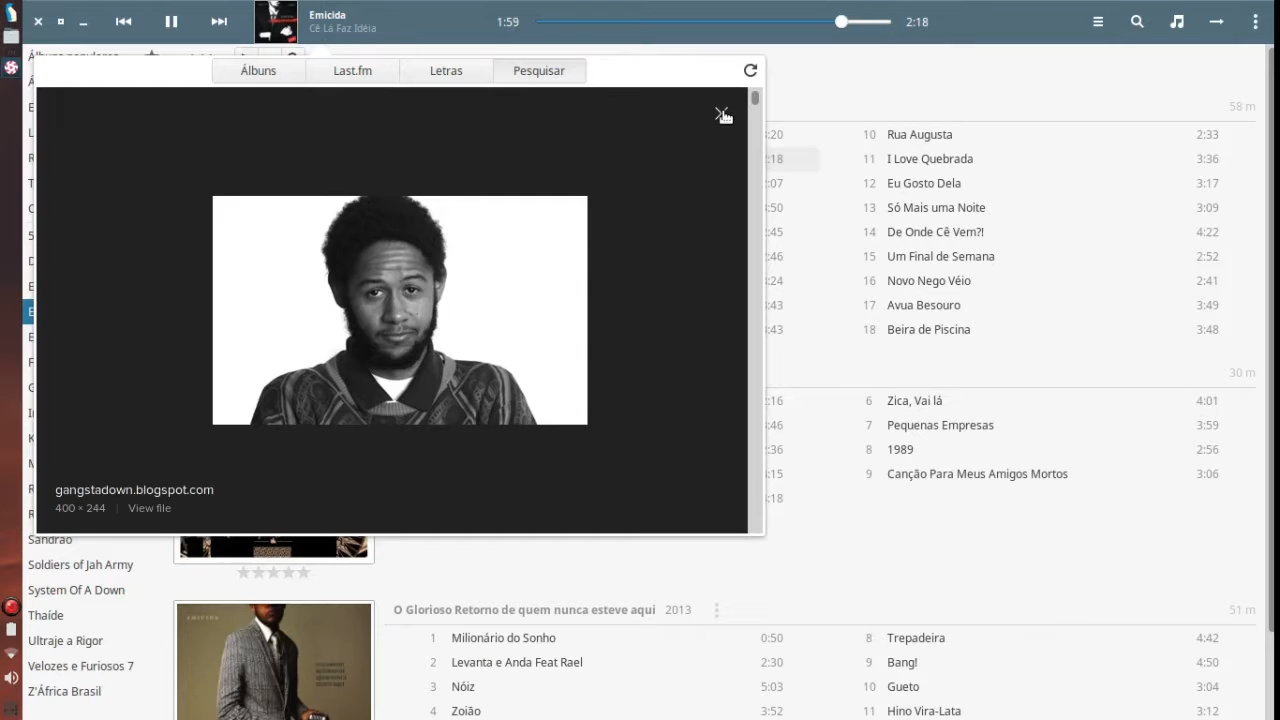 Emicida
Cê Lá Faz Idéia
1:59
2:18
Álbuns populares
Álbuns
Last.fm
Letras
Pesquisar
58 m
10 Rua Augusta 2:33
11 I Love Quebrada 3:36
12 Eu Gosto Dela 3:17
13 Só Mais uma Noite 3:09
14 De Onde Cê Vem?! 4:22
15 Um Final de Semana 2:52
16 Novo Nego Véio 2:41
17 Avua Besouro 3:49
18 Beira de Piscina 3:48
30 m
6 Zica, Vai lá 4:01
7 Pequenas Empresas 3:59
8 1989 2:56
9 Canção Para Meus Amigos Mortos 3:06
gangstadown.blogspot.com
400 × 244 | View file
Sandrão
Soldiers of Jah Army
System Of A Down
Thaíde
Ultraje a Rigor
Velozes e Furiosos 7
Z'África Brasil
EMICIDA
O Glorioso Retorno de quem nunca esteve aqui 2013
51 m
1 Milionário do Sonho 0:50
2 Levanta e Anda Feat Rael 2:30
3 Nóiz 5:03
4 Zoião 3:52
8 Trepadeira 4:42
9 Bang! 4:50
10 Gueto 3:04
11 Hino Vira-Lata 3:12